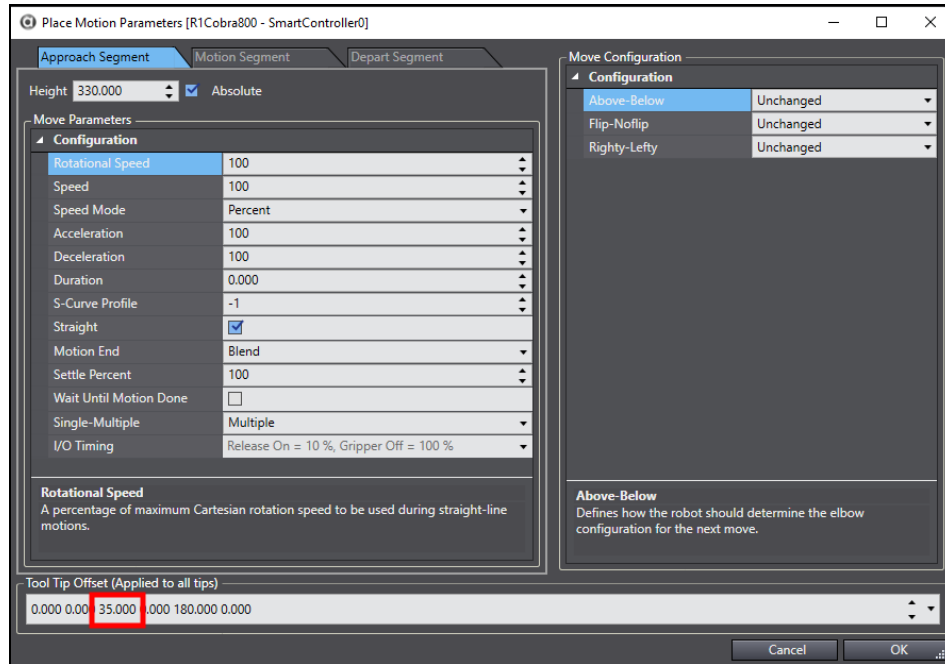 Place Motion Parameters [R1Cobra800 - SmartController0]
Approach Segment Motion Segment Depart Segment
Height 330.000 Absolute
Move Parameters
Configuration
Rotational Speed 100
Speed 100
Speed Mode Percent
Acceleration 100
Deceleration 100
Duration 0.000
S-Curve Profile -1
Straight
Motion End Blend
Settle Percent 100
Wait Until Motion Done
Single-Multiple Multiple
I/O Timing Release On = 10 %, Gripper Off = 100 %
Rotational Speed
A percentage of maximum Cartesian rotation speed to be used during straight-line
motions.
Move Configuration
Configuration
Above-Below Unchanged
Flip-Noflip Unchanged
Righty-Lefty Unchanged
Above-Below
Defines how the robot should determine the elbow
configuration for the next move.
Tool Tip Offset (Applied to all tips)
0.000 0.000 35.000 0.000 180.000 0.000
Cancel OK